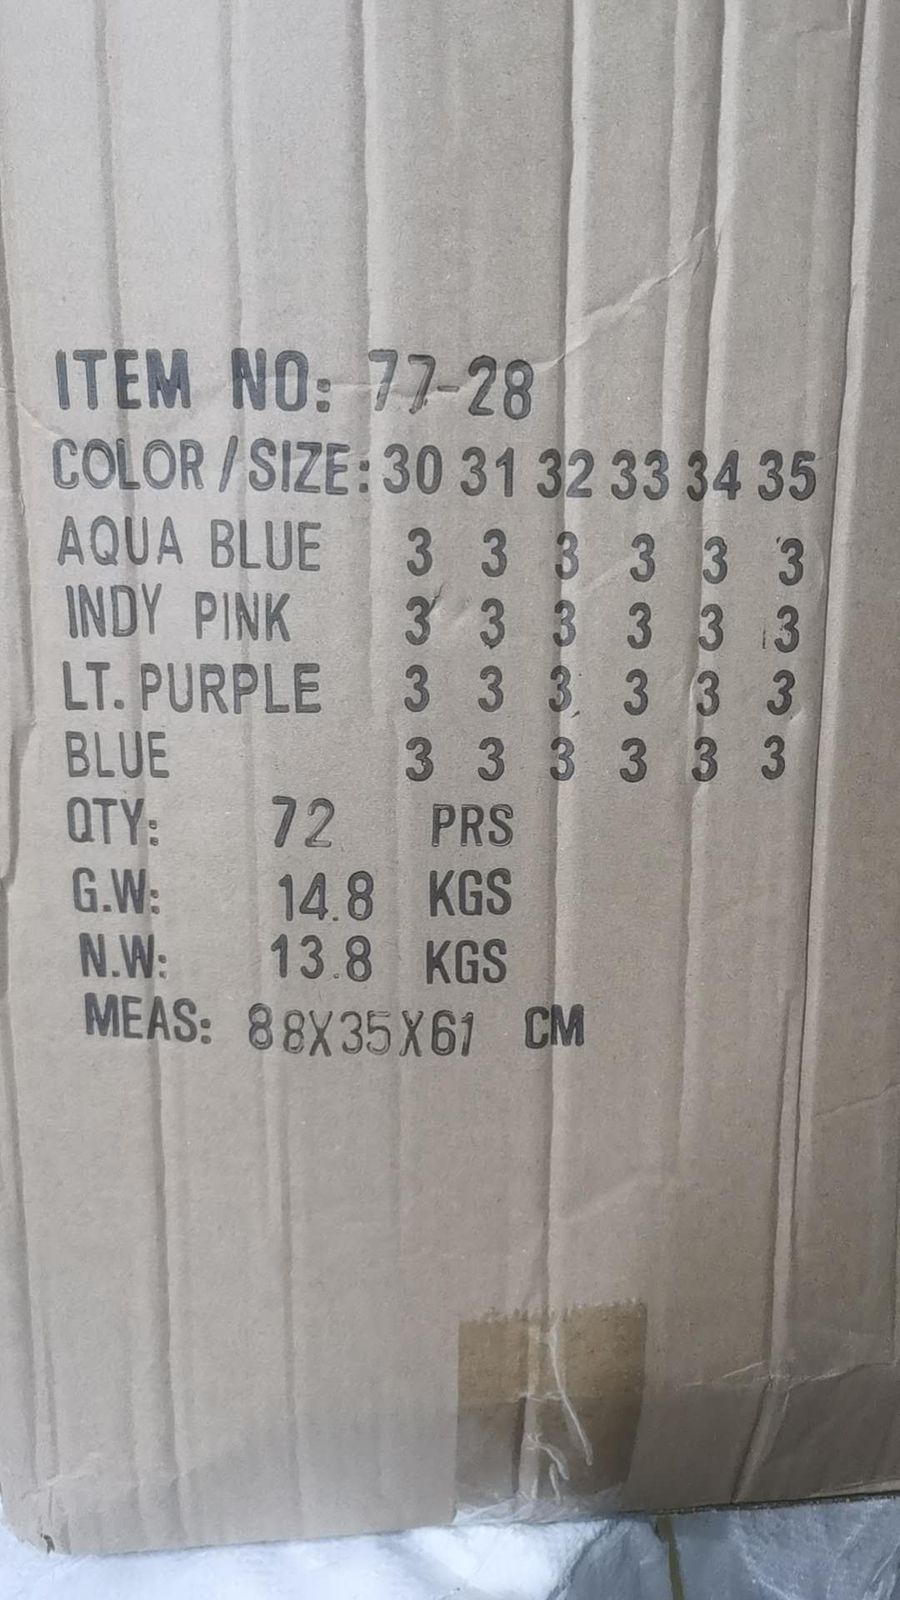 ITEM NO: 77-28
COLOR/SIZE: 30 31 32 33 34 35
AQUA BLUE 3 3 3 3 3 3
INDY PINK 3 3 3 3 3 3
LT. PURPLE 3 3 3 3 3 3
BLUE 3 3 3 3 3 3
QTY: 72 PRS
G.W: 14.8 KGS
N.W: 13.8 KGS
MEAS: 88X35X61 CM